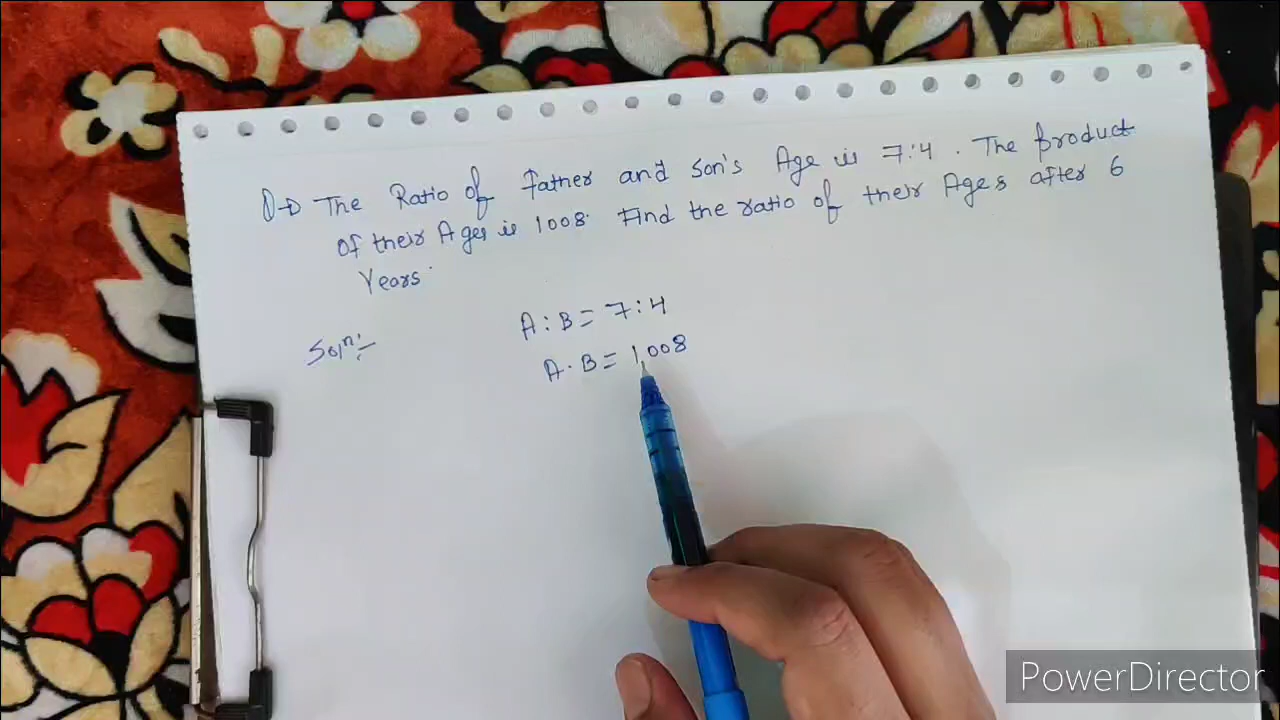 Q→ The Ratio of Father and Son's Age is 7:4. The product
of their Ages is 1008. Find the ratio of their Ages after 6
Years.
Solⁿ:-
A:B = 7:4
A·B = 1008
PowerDirector